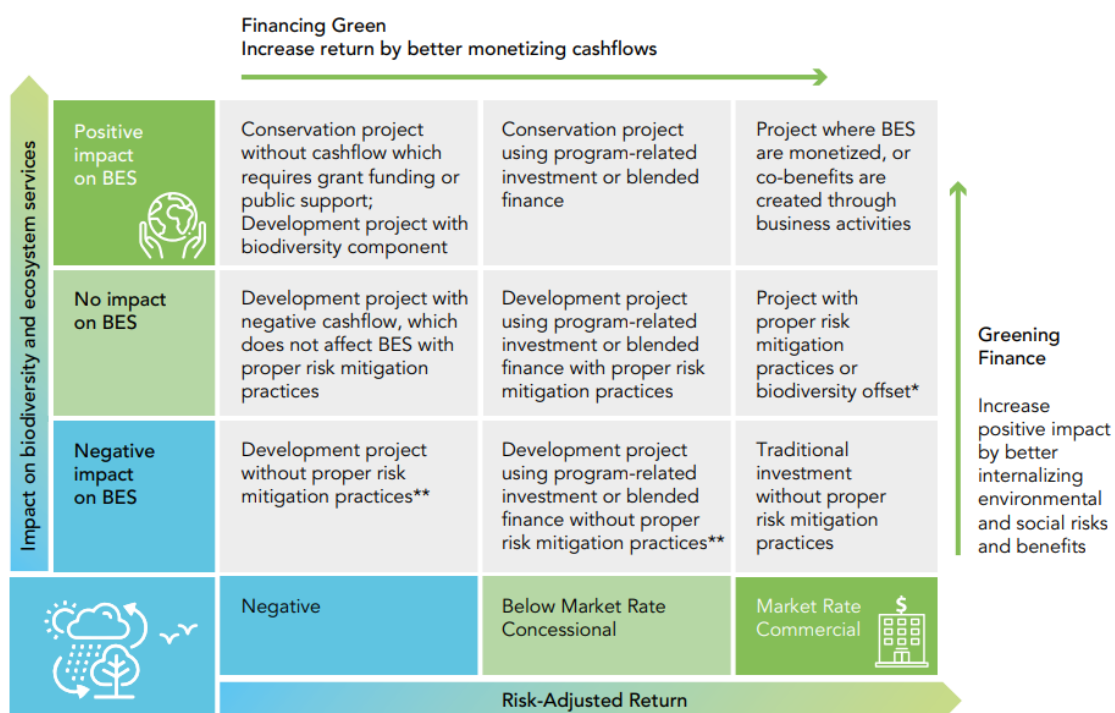 Financing Green
Increase return by better monetizing cashflows
Impact on biodiversity and ecosystem services
Positive
impact
on BES
Conservation project
without cashflow which
requires grant funding or
public support;
Development project with
biodiversity component
Conservation project
using program-related
investment or blended
finance
Project where BES
are monetized, or
co-benefits are
created through
business activities
No impact
on BES
Development project with
negative cashflow, which
does not affect BES with
proper risk mitigation
practices
Development project
using program-related
investment or blended
finance with proper risk
mitigation practices
Project with
proper risk
mitigation
practices or
biodiversity offset*
Negative
impact
on BES
Development project
without proper risk
mitigation practices**
Development project
using program-related
investment or blended
finance without proper
risk mitigation practices**
Traditional
investment
without proper
risk mitigation
practices
Greening
Finance
Increase
positive impact
by better
internalizing
environmental
and social risks
and benefits
Negative
Below Market Rate
Concessional
Market Rate
Commercial
$
Risk-Adjusted Return